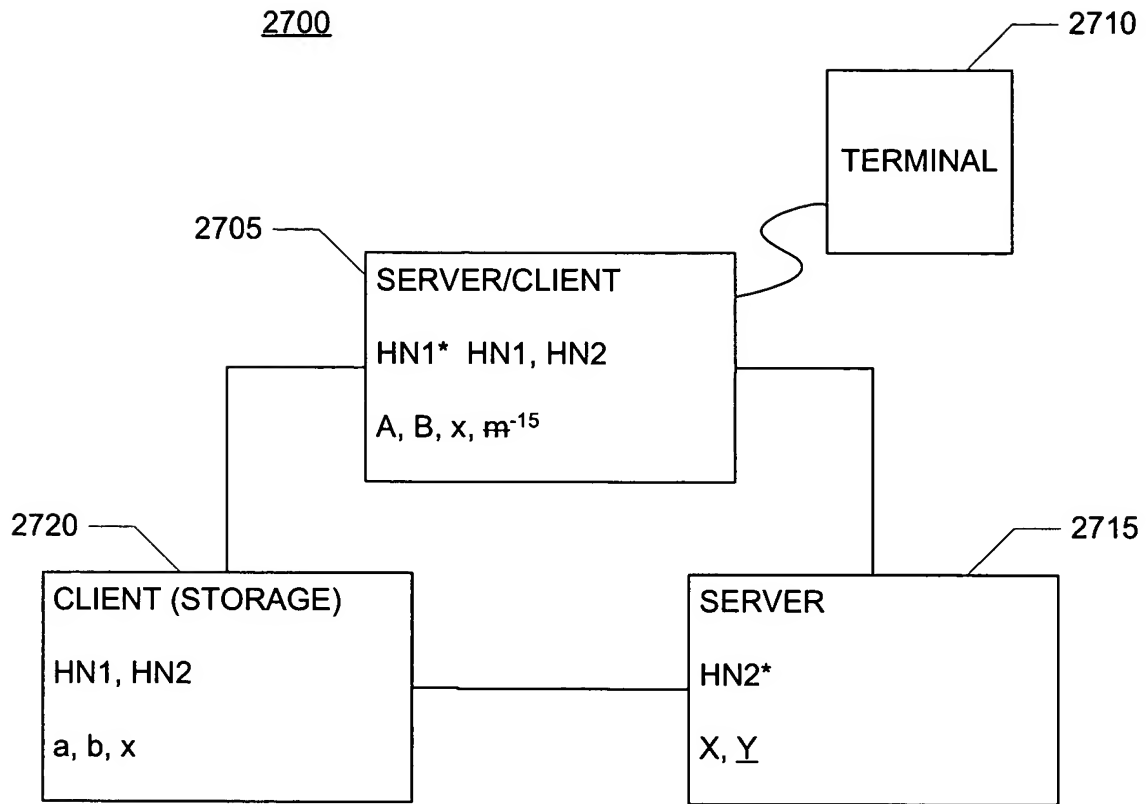 2700
2710
TERMINAL
2705
SERVER/CLIENT
HN1* HN1, HN2
A, B, x, m-15
2720
CLIENT (STORAGE)
HN1, HN2
a, b, x
2715
SERVER
HN2*
X, Y